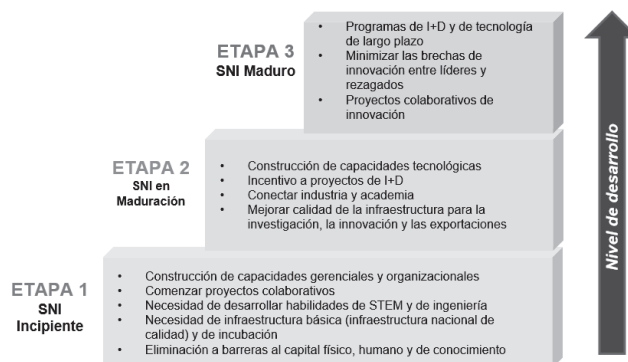 ETAPA 3
SNI Maduro
• Programas de I+D y de tecnología
de largo plazo
• Minimizar las brechas de
innovación entre líderes y
rezagados
• Proyectos colaborativos de
innovación
ETAPA 2
SNI en
Maduración
• Construcción de capacidades tecnológicas
• Incentivo a proyectos de I+D
• Conectar industria y academia
• Mejorar calidad de la infraestructura para la
investigación, la innovación y las exportaciones
ETAPA 1
SNI
Incipiente
• Construcción de capacidades gerenciales y organizacionales
• Comenzar proyectos colaborativos
• Necesidad de desarrollar habilidades de STEM y de ingeniería
• Necesidad de infraestructura básica (infraestructura nacional de
calidad) y de incubación
• Eliminación a barreras al capital físico, humano y de conocimiento
Nivel de desarrollo